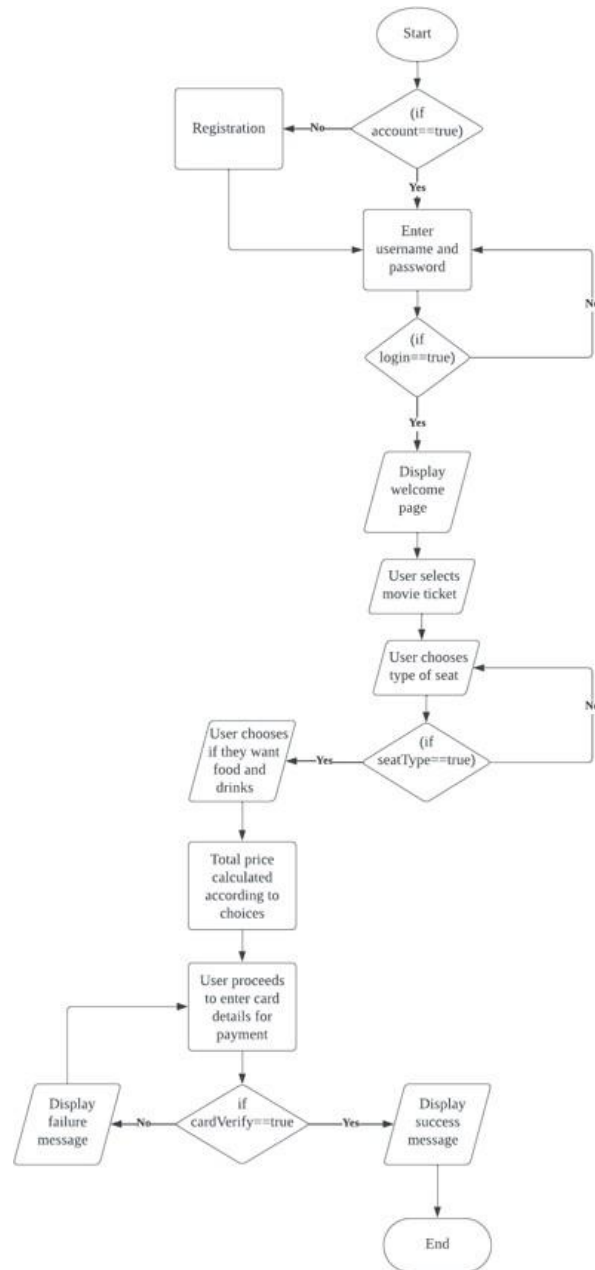 Start
(if
account==true)
No
Registration
Yes
Enter
username and
password
No
(if
login==true)
Yes
Display
welcome
page
User selects
movie ticket
User chooses
type of seat
No
(if
seatType==true)
Yes
User chooses
if they want
food and
drinks
Total price
calculated
according to
choices
User proceeds
to enter card
details for
payment
if
cardVerify==true
No
Display
failure
message
Yes
Display
success
message
End